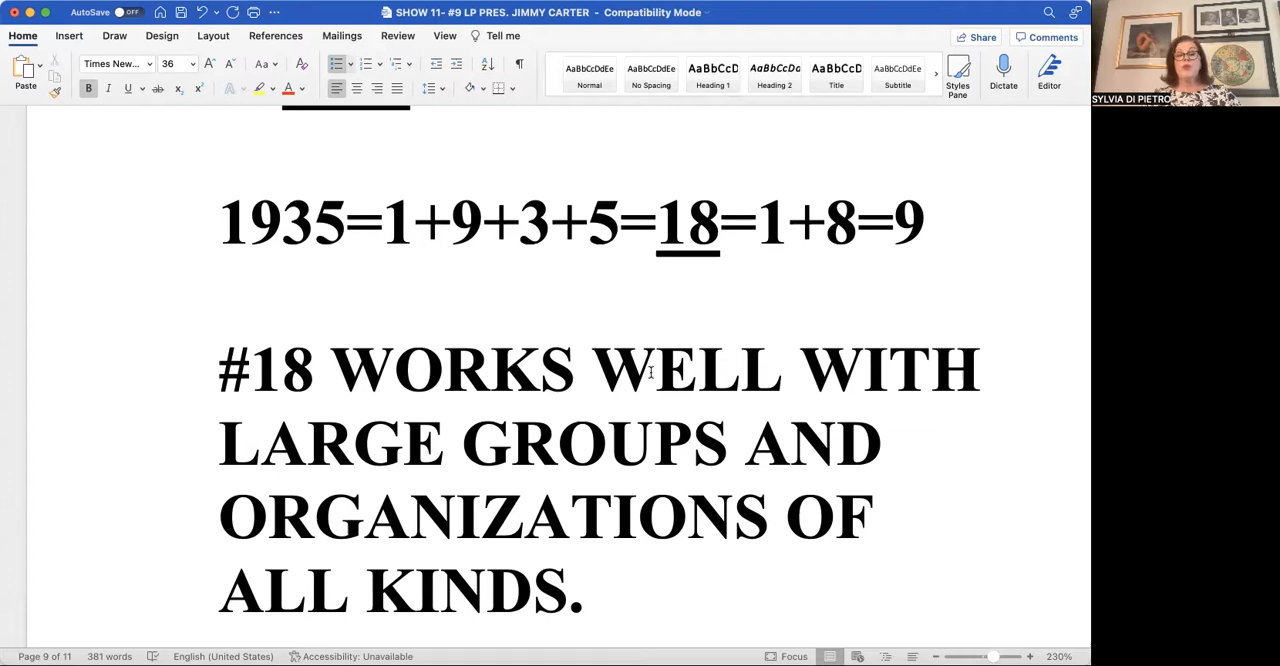 AutoSave OFF
SHOW 11- #9 LP PRES. JIMMY CARTER - Compatibility Mode
Home Insert Draw Design Layout References Mailings Review View Tell me
Share Comments
Paste
Times New... 36
AaBbCcDdEe AaBbCcDdEe AaBbCcD AaBbCcDdEe AaBbCcD AaBbCcDdEe
Normal No Spacing Heading 1 Heading 2 Title Subtitle
Styles Pane
Dictate
Editor
SYLVIA DI PIETRO
1935=1+9+3+5=18=1+8=9
#18 WORKS WELL WITH
LARGE GROUPS AND
ORGANIZATIONS OF
ALL KINDS.
Page 9 of 11 381 words English (United States) Accessibility: Unavailable Focus 230%